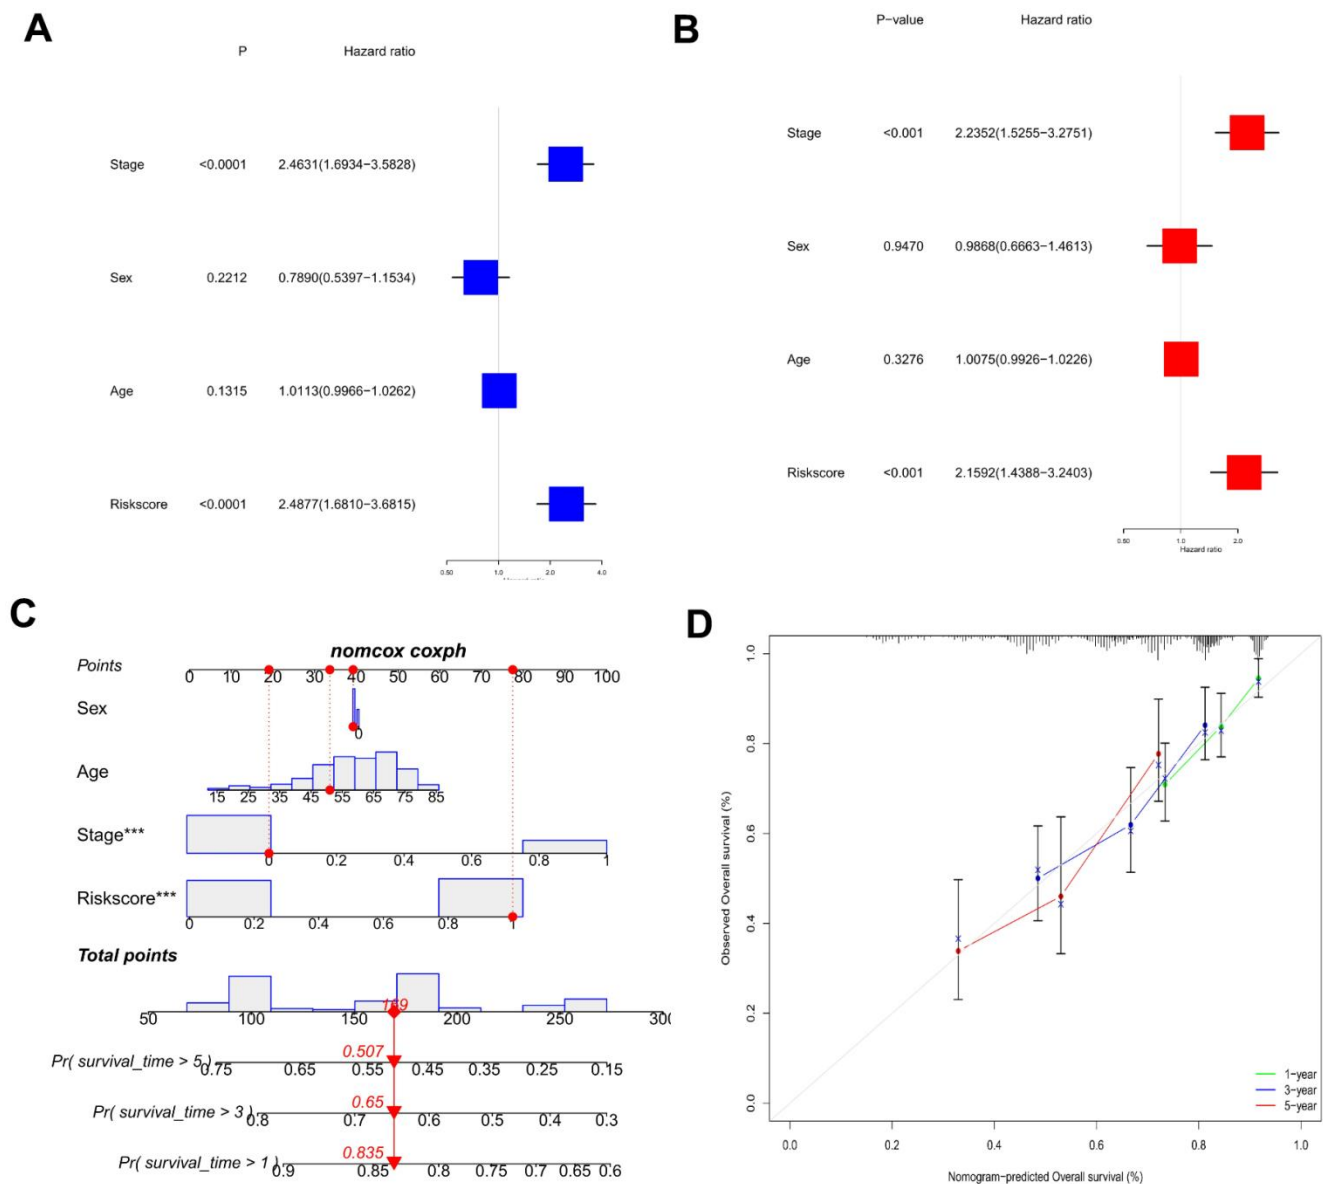 A
P Hazard ratio
Stage <0.0001 2.4631(1.6934−3.5828)
Sex 0.2212 0.7890(0.5397−1.1534)
Age 0.1315 1.0113(0.9966−1.0262)
Riskscore <0.0001 2.4877(1.6810−3.6815)
0.50 1.0 2.0 4.0
B
P−value Hazard ratio
Stage <0.001 2.2352(1.5255−3.2751)
Sex 0.9470 0.9868(0.6663−1.4613)
Age 0.3276 1.0075(0.9926−1.0226)
Riskscore <0.001 2.1592(1.4388−3.2403)
0.50 1.0 2.0
Hazard ratio
C
nomcox coxph
Points 0 10 20 30 40 50 60 70 80 90 100
Sex
0
Age
15 25 35 45 55 65 75 85
Stage***
0 0.2 0.4 0.6 0.8 1
Riskscore***
0 0.2 0.4 0.6 0.8 1
Total points
169
50 100 150 200 250 300
0.507
Pr( survival_time > 5 )
0.75 0.65 0.55 0.45 0.35 0.25 0.15
0.65
Pr( survival_time > 3 )
0.8 0.7 0.6 0.5 0.4 0.3
0.835
Pr( survival_time > 1 )
0.9 0.85 0.8 0.75 0.7 0.65 0.6
D
Observed Overall survival (%)
1.0
0.8
0.6
0.4
0.2
0.0
0.0 0.2 0.4 0.6 0.8 1.0
Nomogram−predicted Overall survival (%)
1−year
3−year
5−year